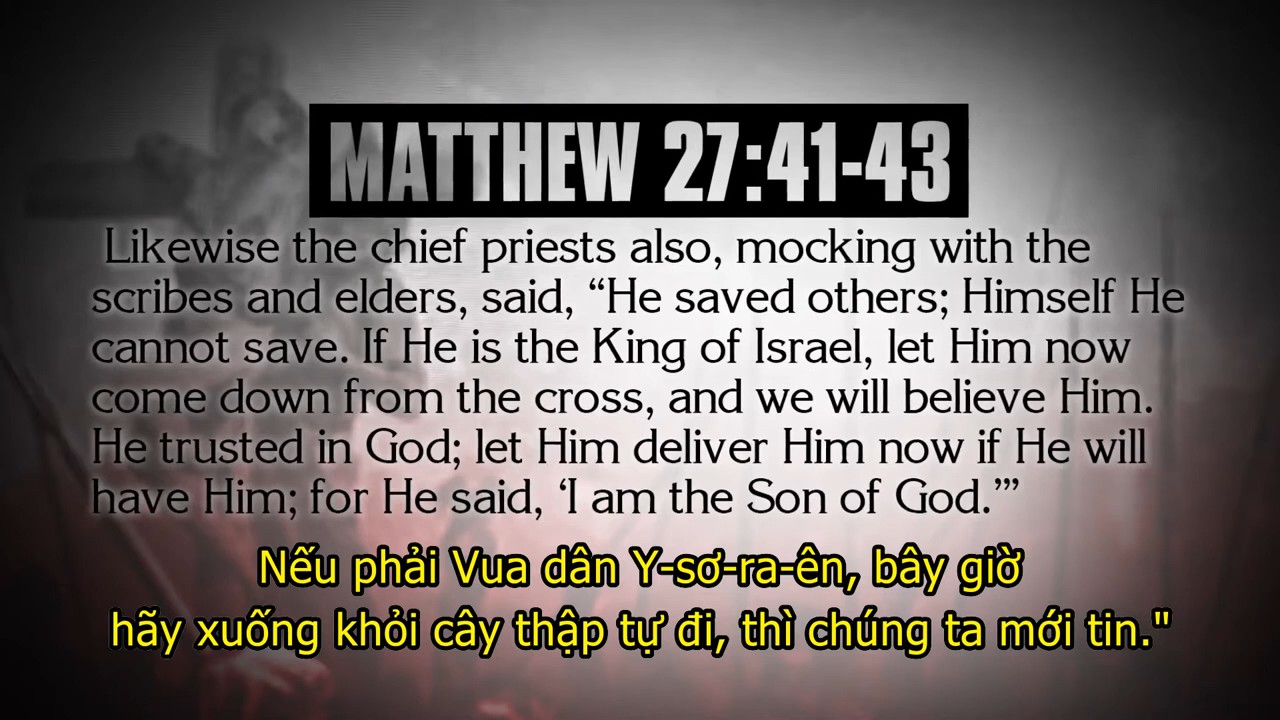 MATTHEW 27:41-43
Likewise the chief priests also, mocking with the
scribes and elders, said, “He saved others; Himself He
cannot save. If He is the King of Israel, let Him now
come down from the cross, and we will believe Him.
He trusted in God; let Him deliver Him now if He will
have Him; for He said, ‘I am the Son of God.’”
Nếu phải Vua dân Y-sơ-ra-ên, bây giờ
hãy xuống khỏi cây thập tự đi, thì chúng ta mới tin."